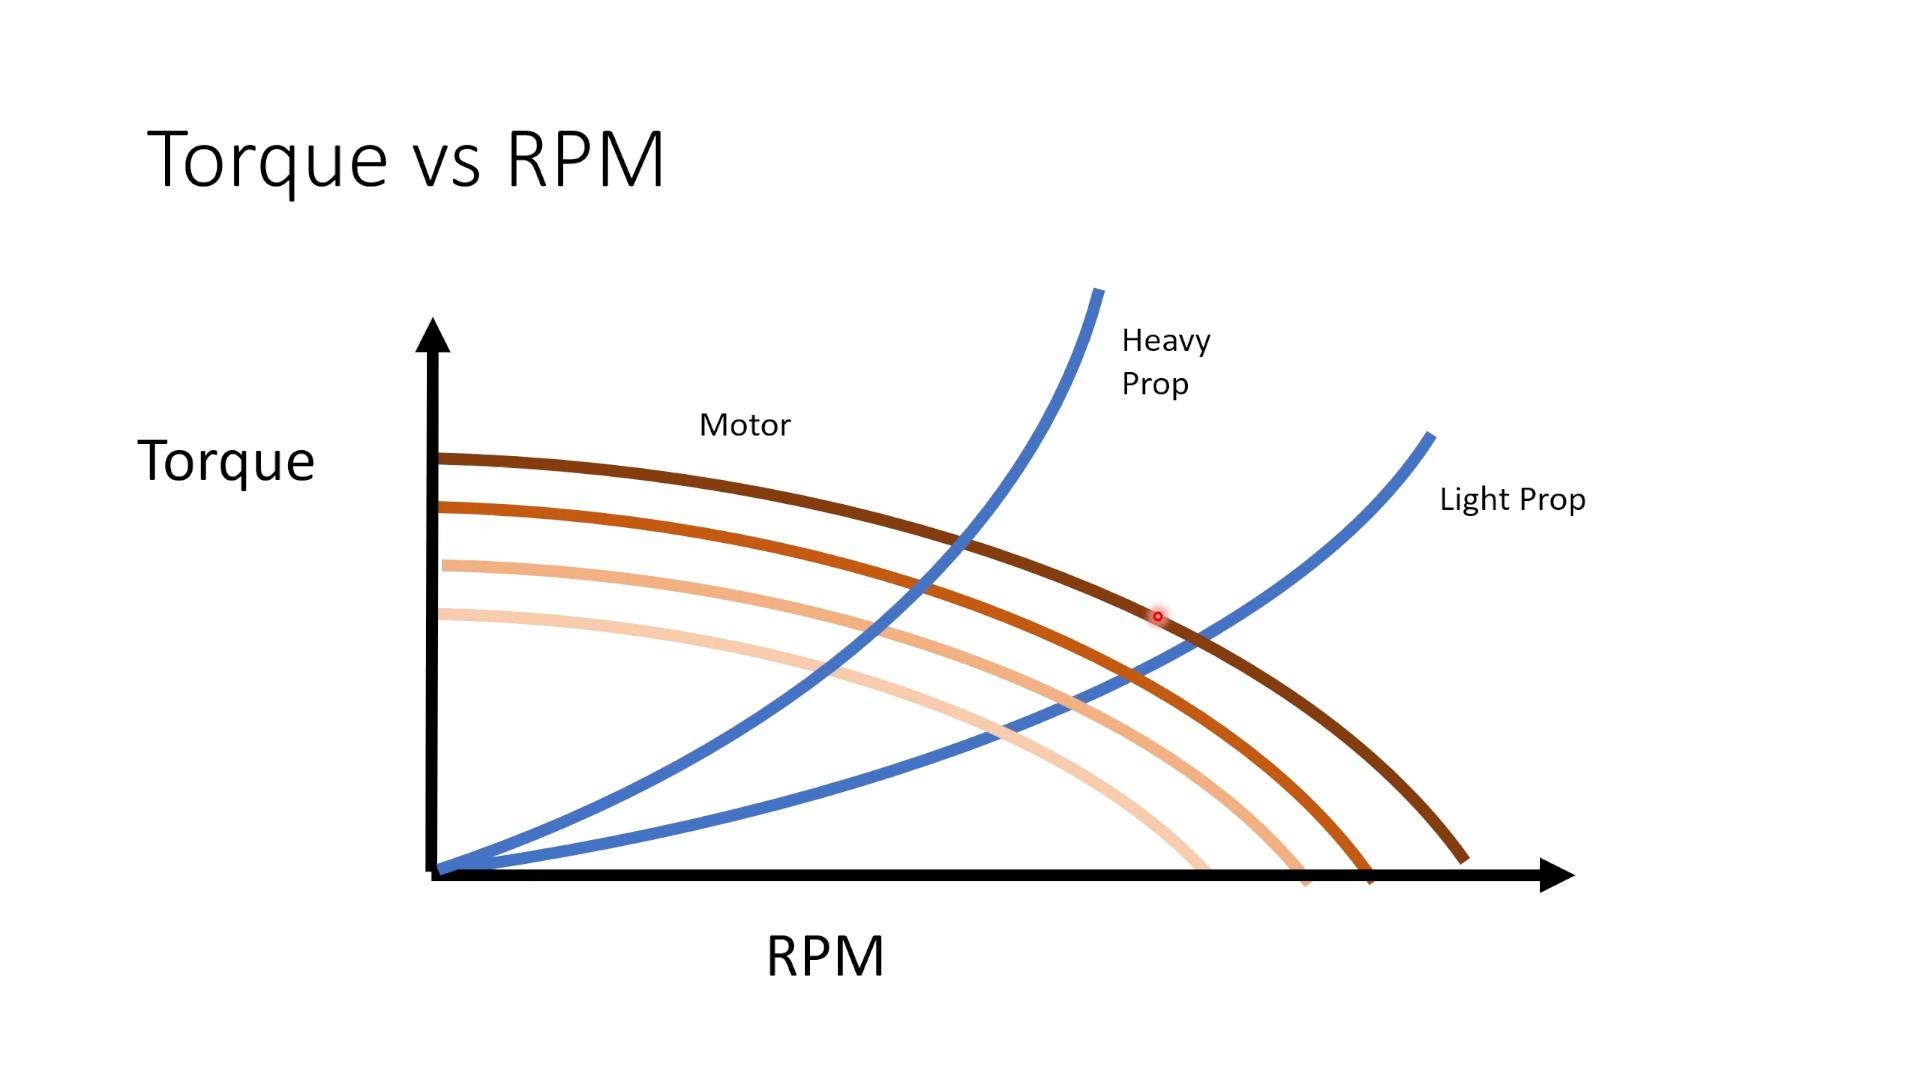 Torque vs RPM
Heavy
Prop
Motor
Torque
Light Prop
RPM